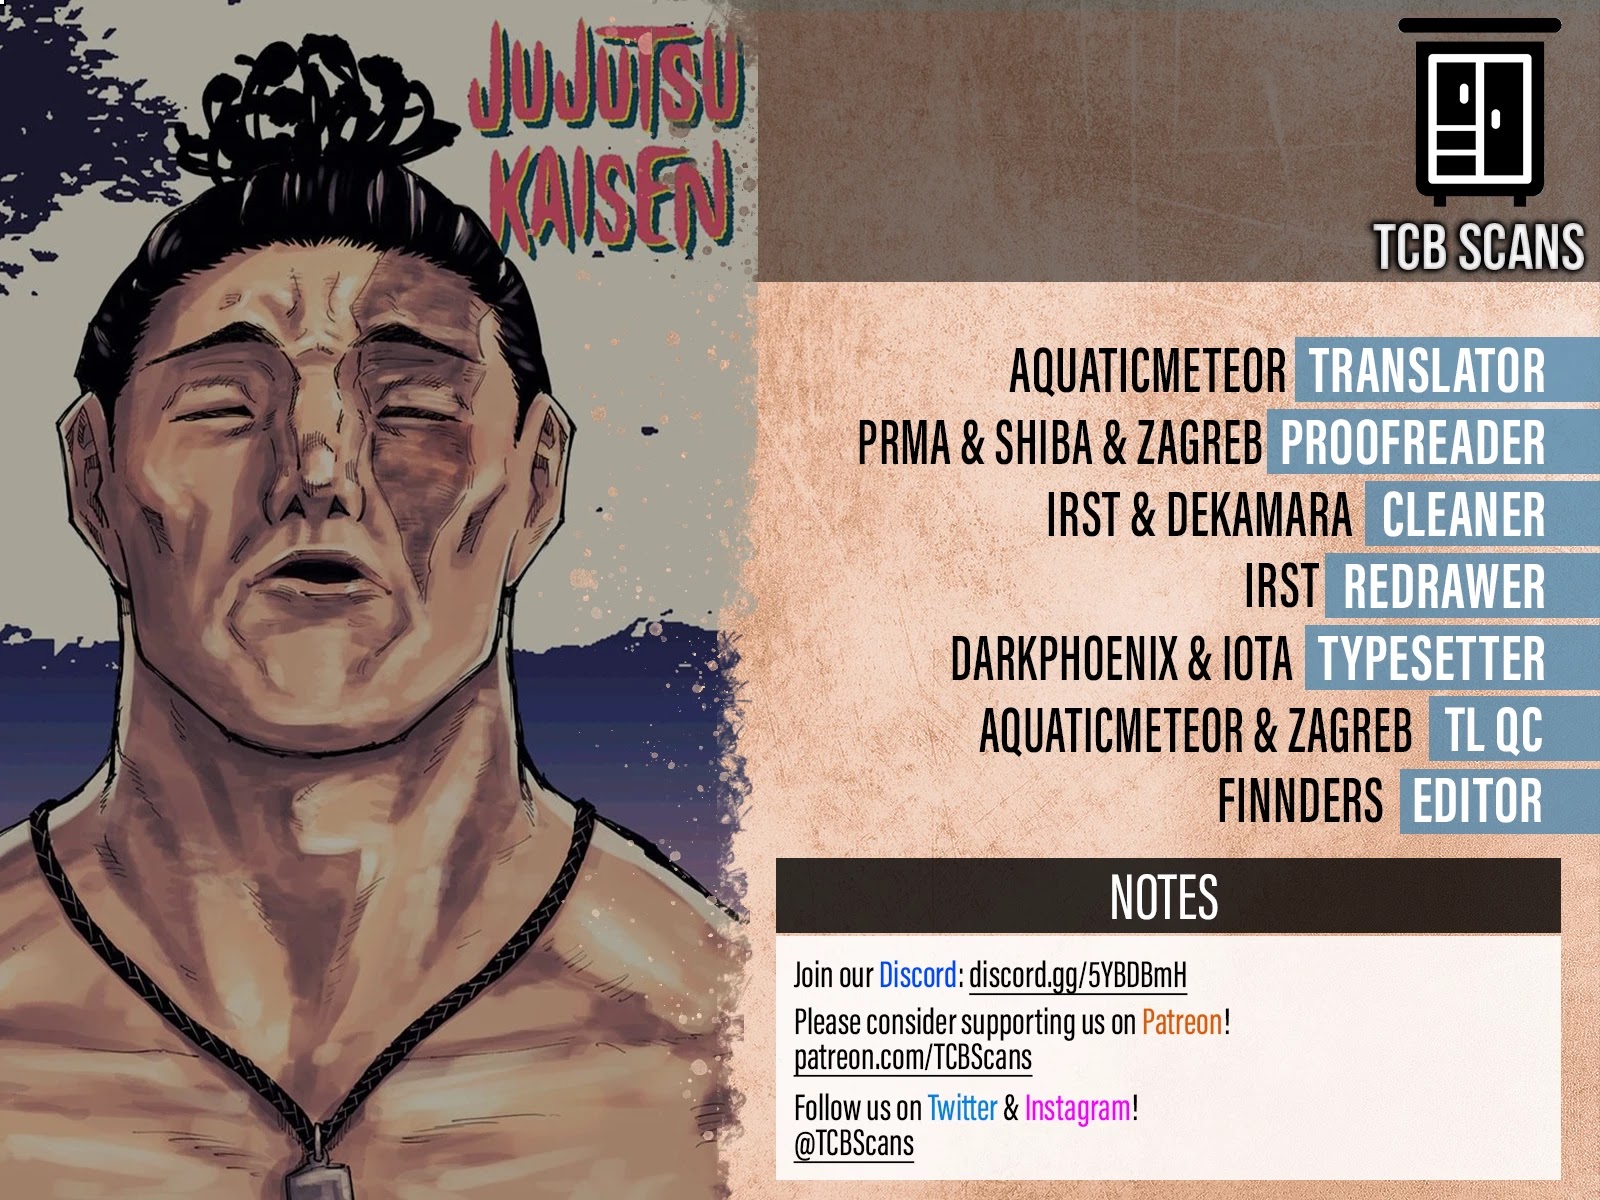 JUJUTSU
KAISEN
TCB SCANS
AQUATICMETEOR TRANSLATOR
PRMA & SHIBA & ZAGREB PROOFREADER
IRST & DEKAMARA CLEANER
IRST REDRAWER
DARKPHOENIX & IOTA TYPESETTER
AQUATICMETEOR & ZAGREB TL QC
FINNDERS EDITOR
NOTES
Join our Discord: discord.gg/5YBDBmH
Please consider supporting us on Patreon!
patreon.com/TCBScans
Follow us on Twitter & Instagram!
@TCBScans